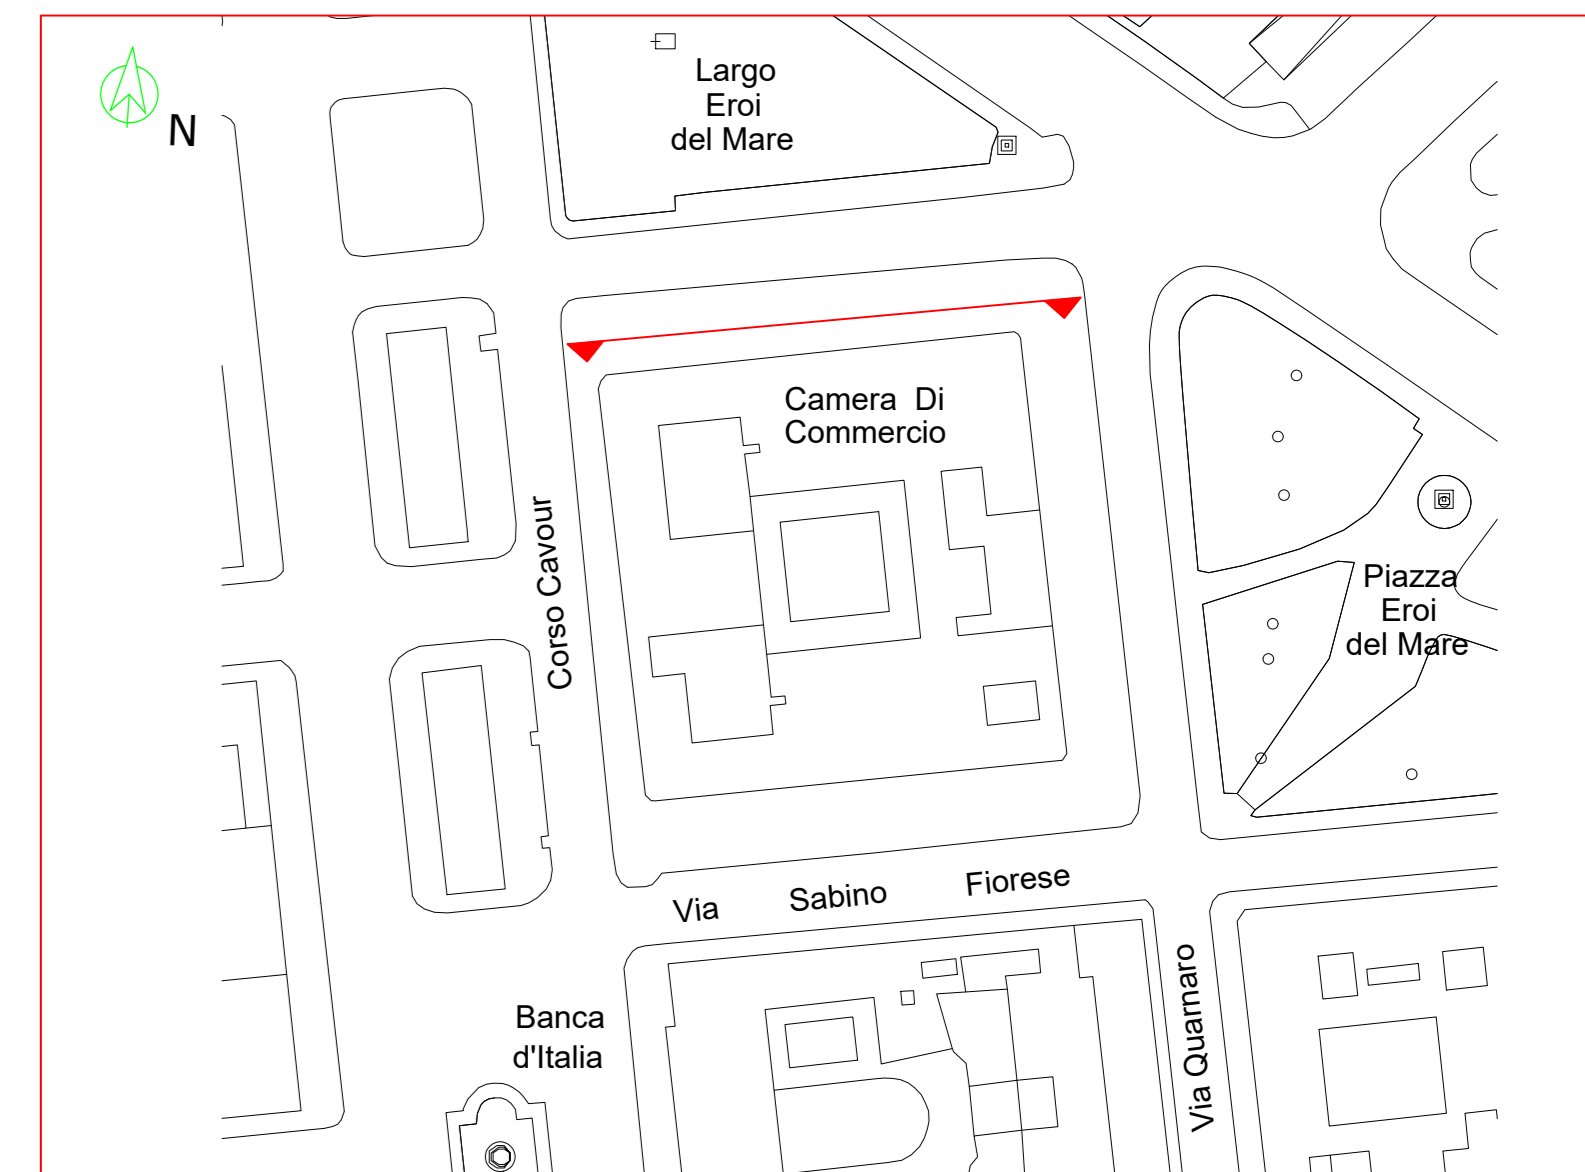 N
Largo
Eroi
del Mare
Camera Di
Commercio
Corso Cavour
Piazza
Eroi
del Mare
Via Sabino Fiorese
Banca
d'Italia
Via Quarnaro